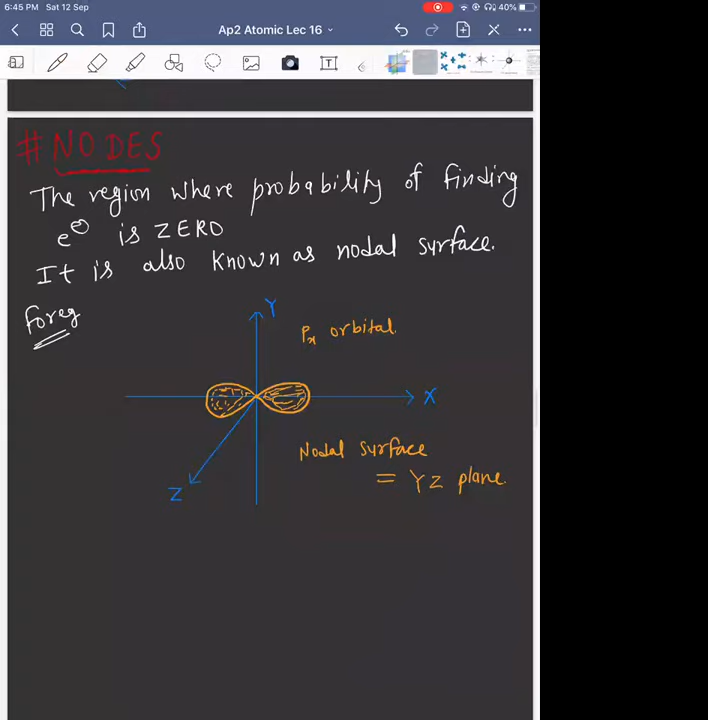 6:45 PM Sat 12 Sep
40%
Ap2 Atomic Lec 16
T
#NODES
The region where probability of finding
e⊖ is ZERO
It is also known as nodal surface.
Foreg
Y
Px orbital.
X
Nodal surface
= YZ plane.
Z